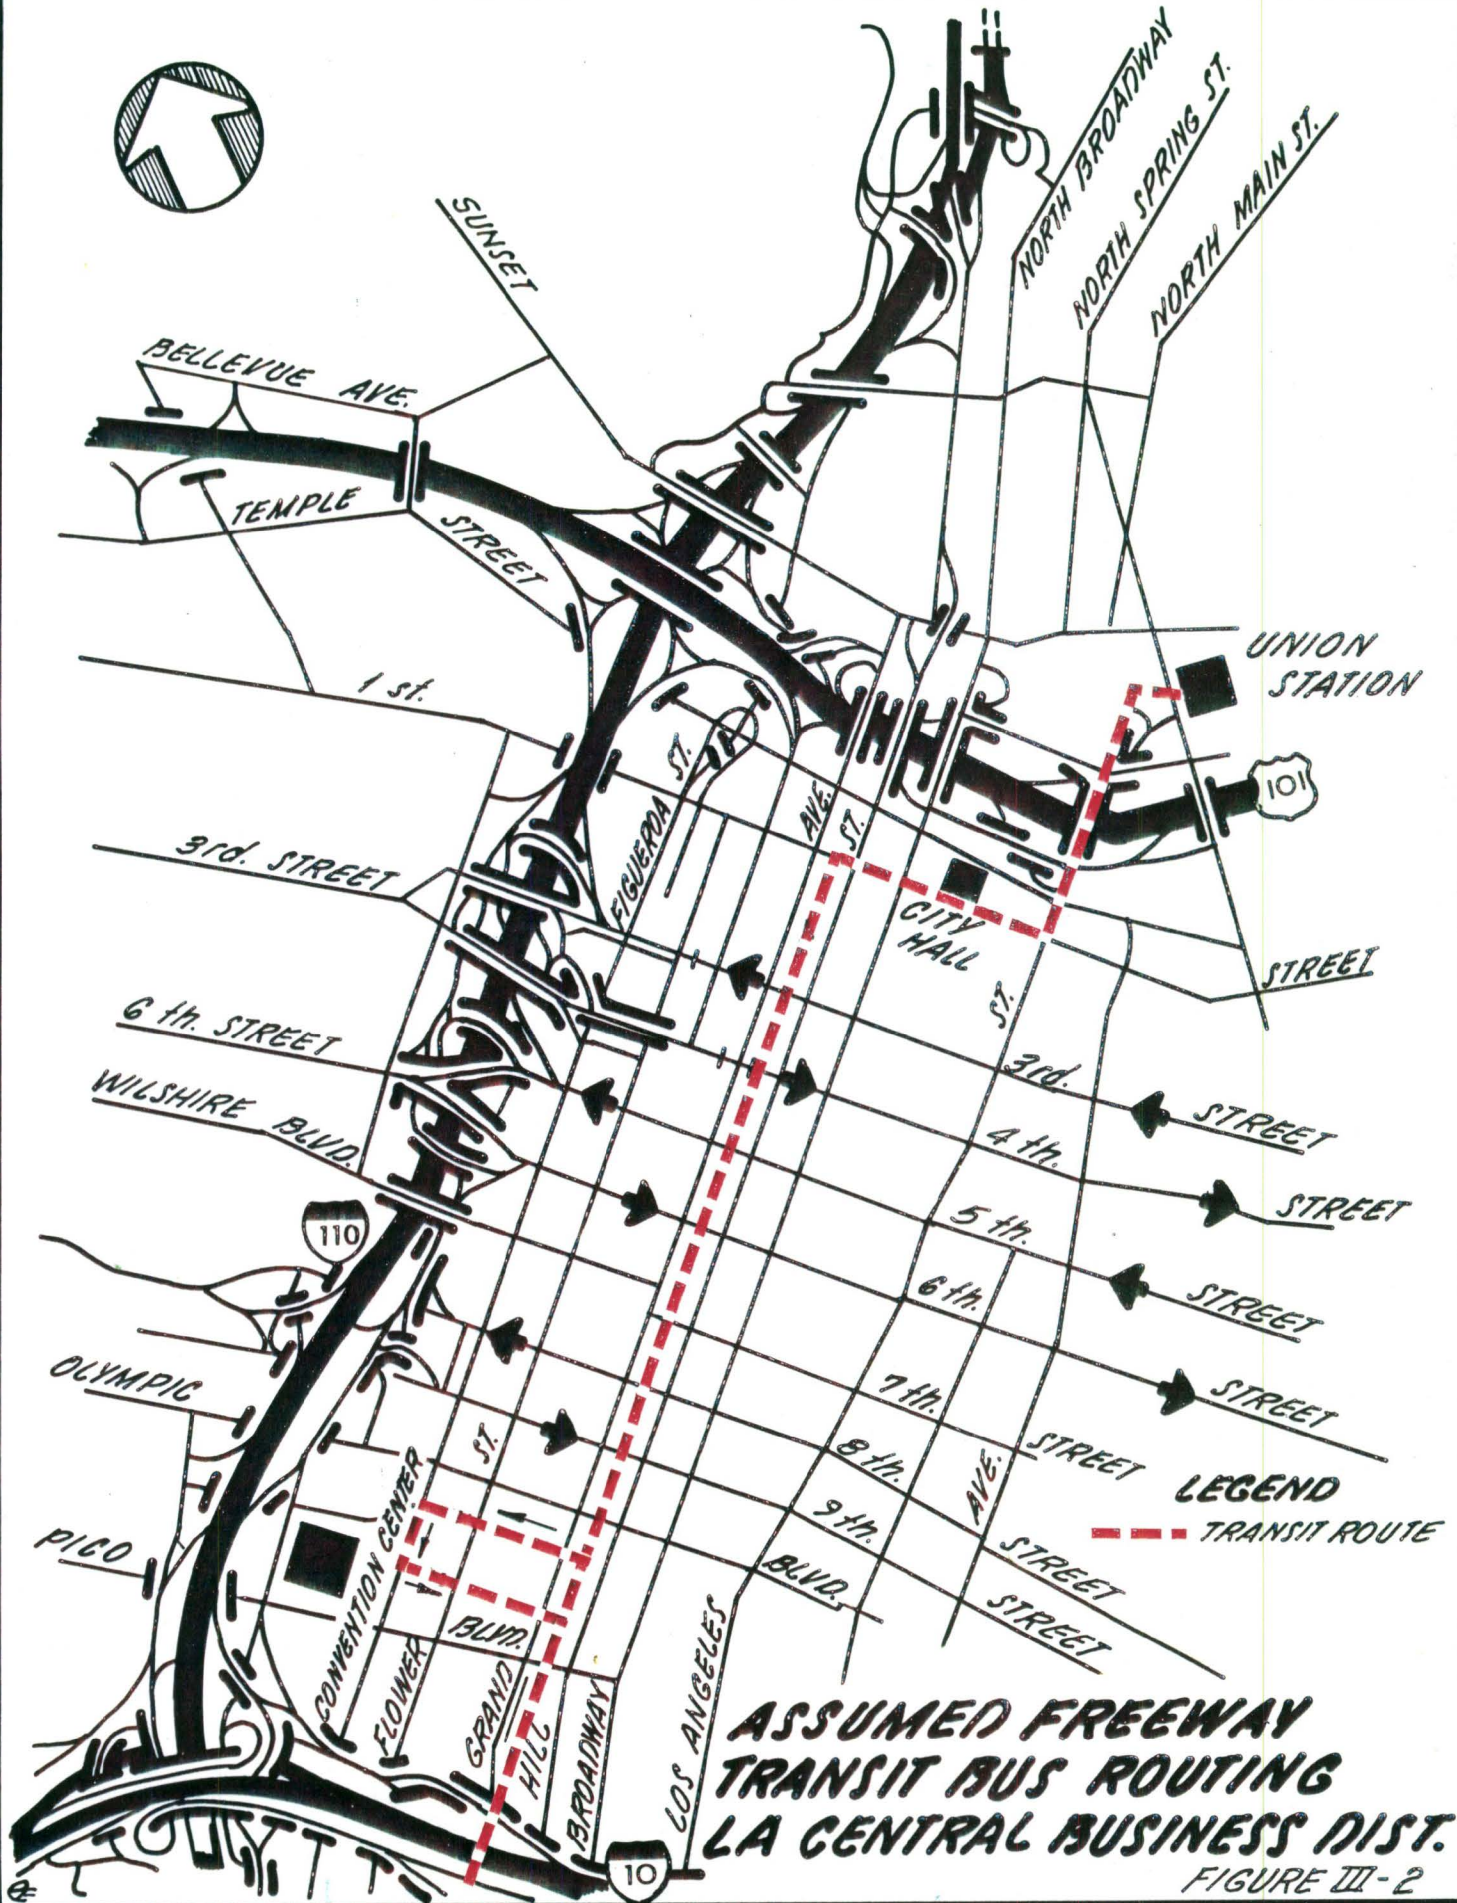 NORTH BROADWAY
NORTH SPRING ST.
NORTH MAIN ST.
SUNSET
BELLEVUE AVE.
TEMPLE
STREET
1 st.
UNION
STATION
101
FIGUEROA ST.
AVE.
ST.
3rd. STREET
CITY
HALL
STREET
ST.
6 th. STREET
WILSHIRE BLVD.
3rd. STREET
4 th. STREET
5 th. STREET
6 th. STREET
7 th. STREET
8 th. STREET
9 th. STREET
110
OLYMPIC
ST.
AVE.
PICO
CONVENTION CENTER
BLVD.
BLVD.
FLOWER
GRAND
HILL
BROADWAY
LOS ANGELES
10
LEGEND
TRANSIT ROUTE
ASSUMED FREEWAY
TRANSIT BUS ROUTING
LA CENTRAL BUSINESS DIST.
FIGURE III-2